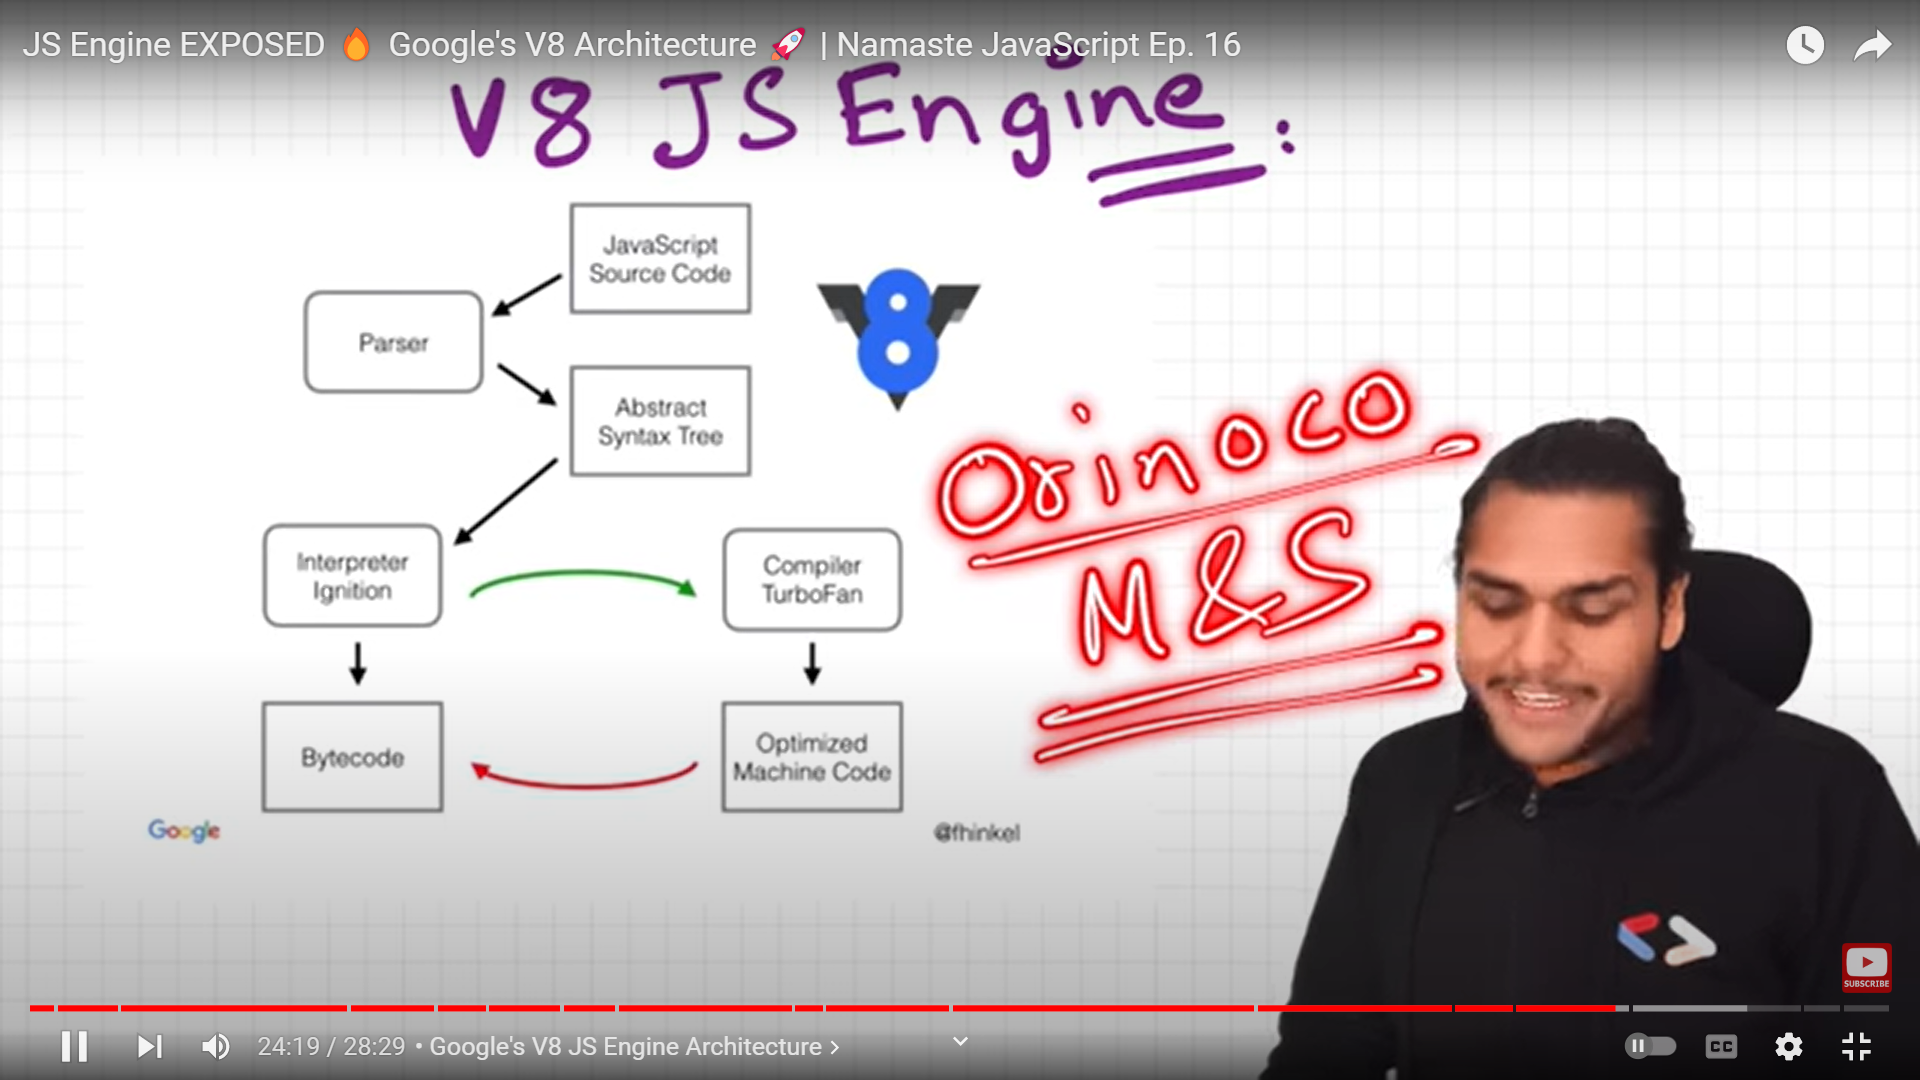 JS Engine EXPOSED 🔥 Google's V8 Architecture 🚀 | Namaste JavaScript Ep. 16
V8 JS Engine :
JavaScript
Source Code
Parser
Abstract
Syntax Tree
8
Orinoco
M&S
Interpreter
Ignition
Compiler
TurboFan
Bytecode
Optimized
Machine Code
Google
@fhinkel
SUBSCRIBE
24:19 / 28:29 • Google's V8 JS Engine Architecture >
CC